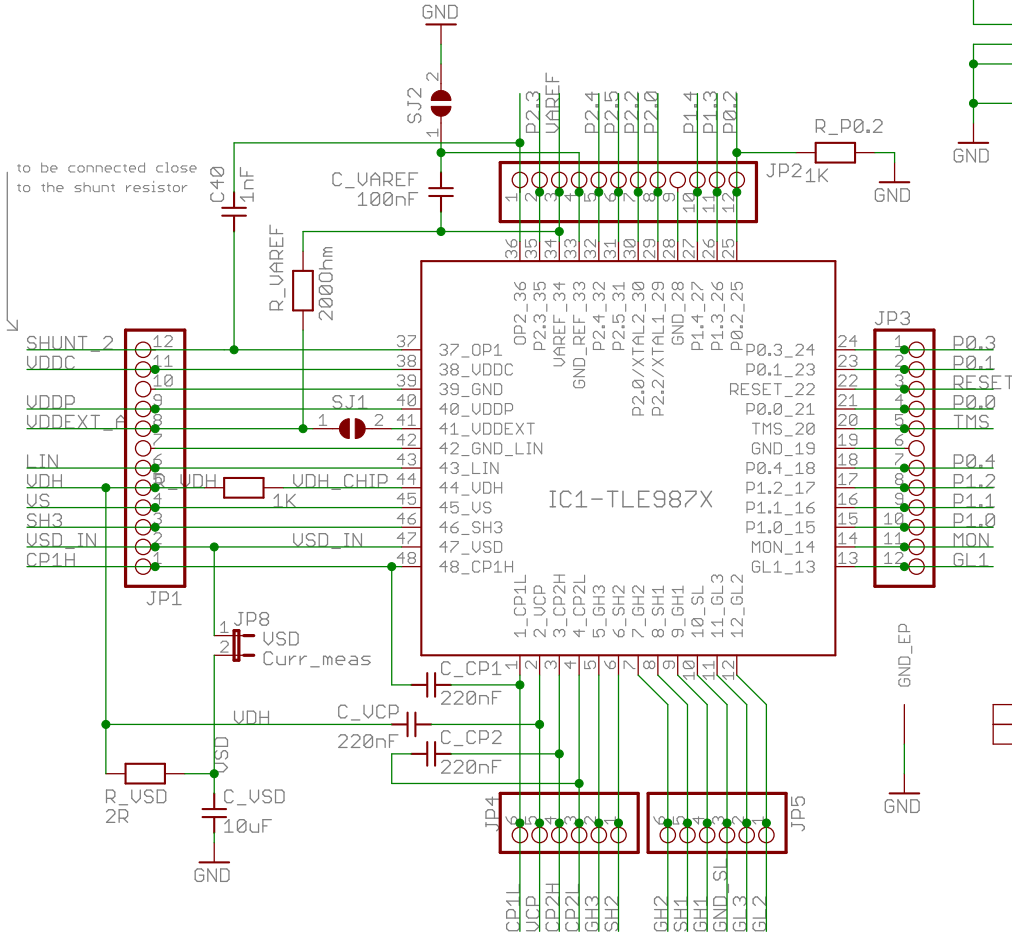 GND
SJ2
2
1
P2.3
VAREF
P2.4
P2.5
P2.2
P2.0
P1.4
P1.3
P0.2
R_P0.2
1K
GND
GND
to be connected close
to the shunt resistor
C40
1nF
C_VAREF
100nF
JP2
1
2
3
4
5
6
7
8
9
10
11
12
R_VAREF
200Ohm
36
35
34
33
32
31
30
29
28
27
26
25
OP2_36
P2.3_35
VAREF_34
GND_REF_33
P2.4_32
P2.5_31
P2.0/XTAL2_30
P2.2/XTAL1_29
GND_28
P1.4_27
P1.3_26
P0.2_25
SHUNT_2
VDDC
VDDP
VDDEXT_A
LIN
VDH
VS
SH3
VSD_IN
CP1H
12
11
10
9
8
7
6
5
4
3
2
1
JP1
SJ1
1
2
R_VDH
1K
VDH_CHIP
VSD_IN
37
38
39
40
41
42
43
44
45
46
47
48
37_OP1
38_VDDC
39_GND
40_VDDP
41_VDDEXT
42_GND_LIN
43_LIN
44_VDH
45_VS
46_SH3
47_VSD
48_CP1H
IC1-TLE987X
P0.3_24
P0.1_23
RESET_22
P0.0_21
TMS_20
GND_19
P0.4_18
P1.2_17
P1.1_16
P1.0_15
MON_14
GL1_13
24
23
22
21
20
19
18
17
16
15
14
13
JP3
1
2
3
4
5
6
7
8
9
10
11
12
P0.3
P0.1
RESET
P0.0
TMS
P0.4
P1.2
P1.1
P1.0
MON
GL1
1_CP1L
2_VCP
3_CP2H
4_CP2L
5_GH3
6_SH2
7_GH2
8_SH1
9_GH1
10_SL
11_GL3
12_GL2
1
2
3
4
5
6
7
8
9
10
11
12
JP8
1
2
VSD
Curr_meas
C_CP1
220nF
C_VCP
220nF
C_CP2
220nF
VDH
VSD
R_VSD
2R
C_VSD
10uF
GND
GND_EP
GND
JP4
6
5
4
3
2
1
JP5
6
5
4
3
2
1
CP1L
VCP
CP2H
CP2L
GH3
SH2
GH2
SH1
GH1
GND_SL
GL3
GL2